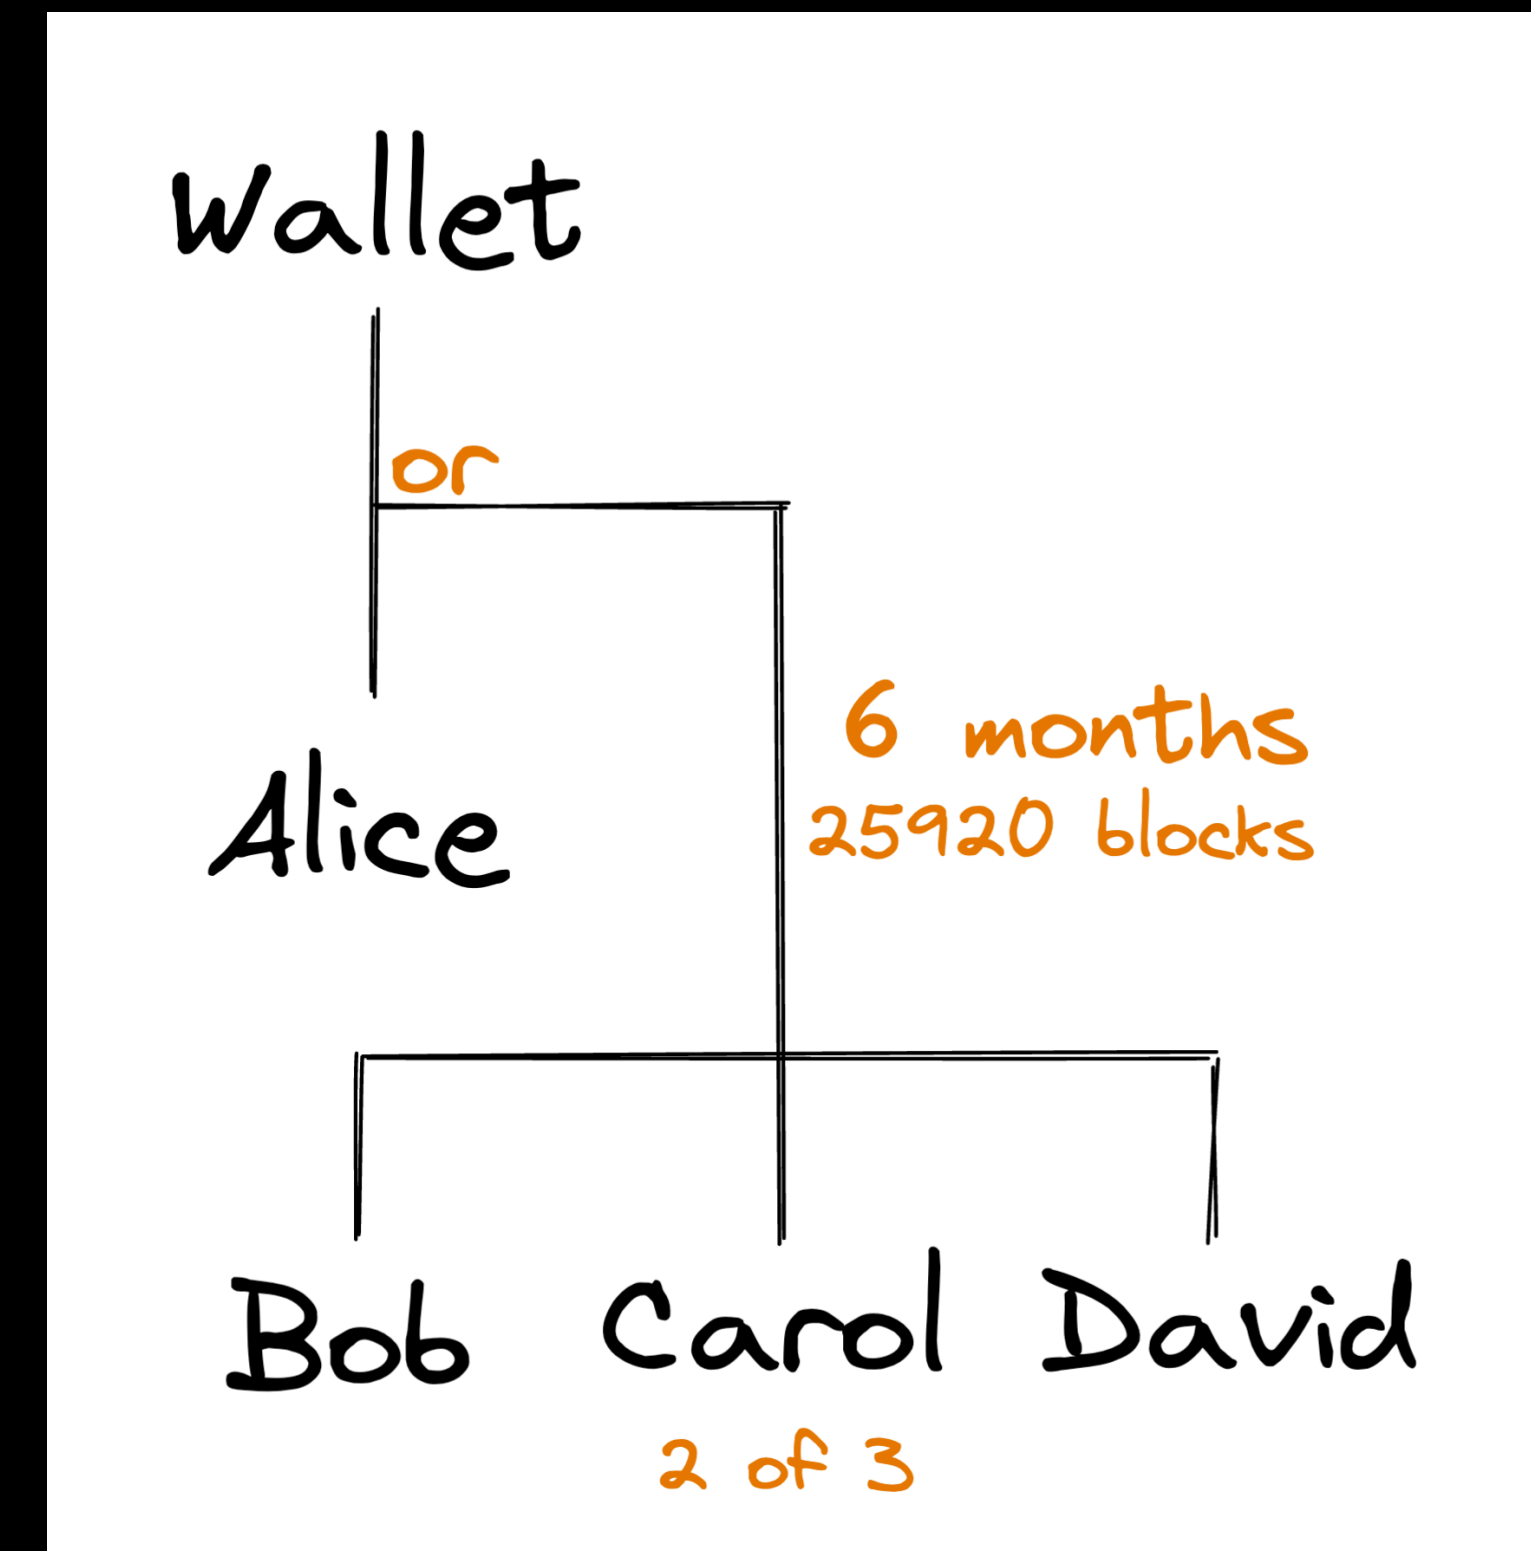 Wallet
or
6 months
25920 blocks
Alice
Bob Carol David
2 of 3